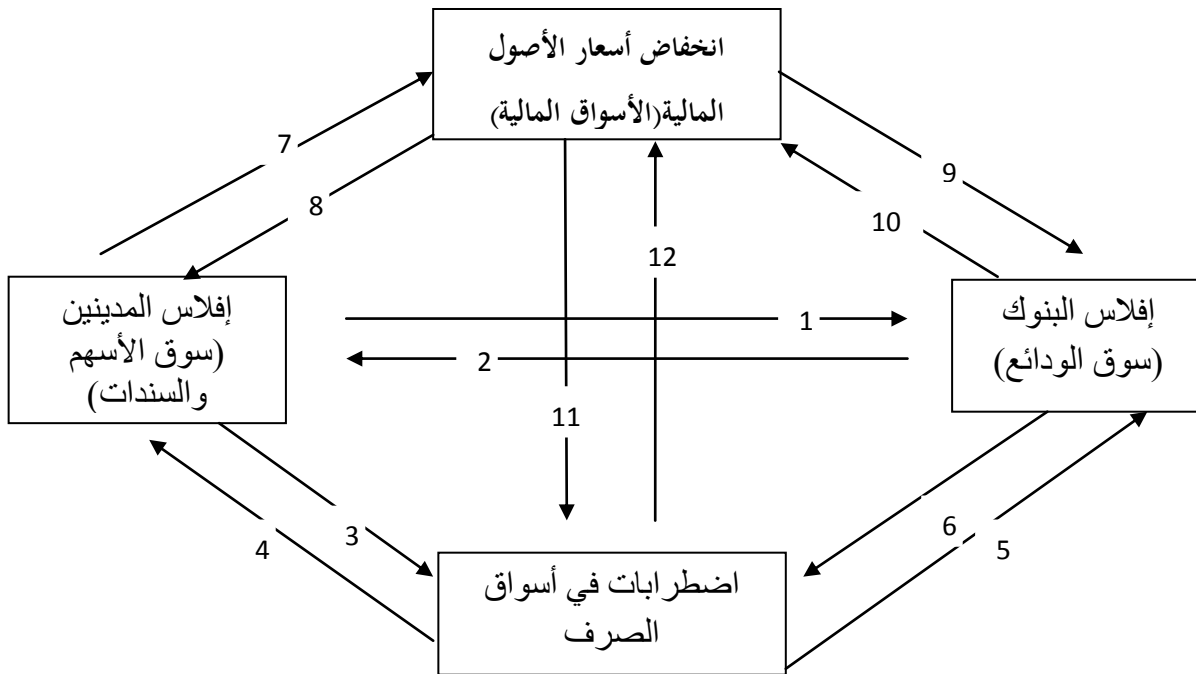 انخفاض أسعار الأصول
المالية(الأسواق المالية)
7
8
9
10
12
إفلاس المدينين
(سوق الأسهم
والسندات)
إفلاس البنوك
(سوق الودائع)
1
2
11
3
4
6
5
اضطرابات في أسواق
الصرف